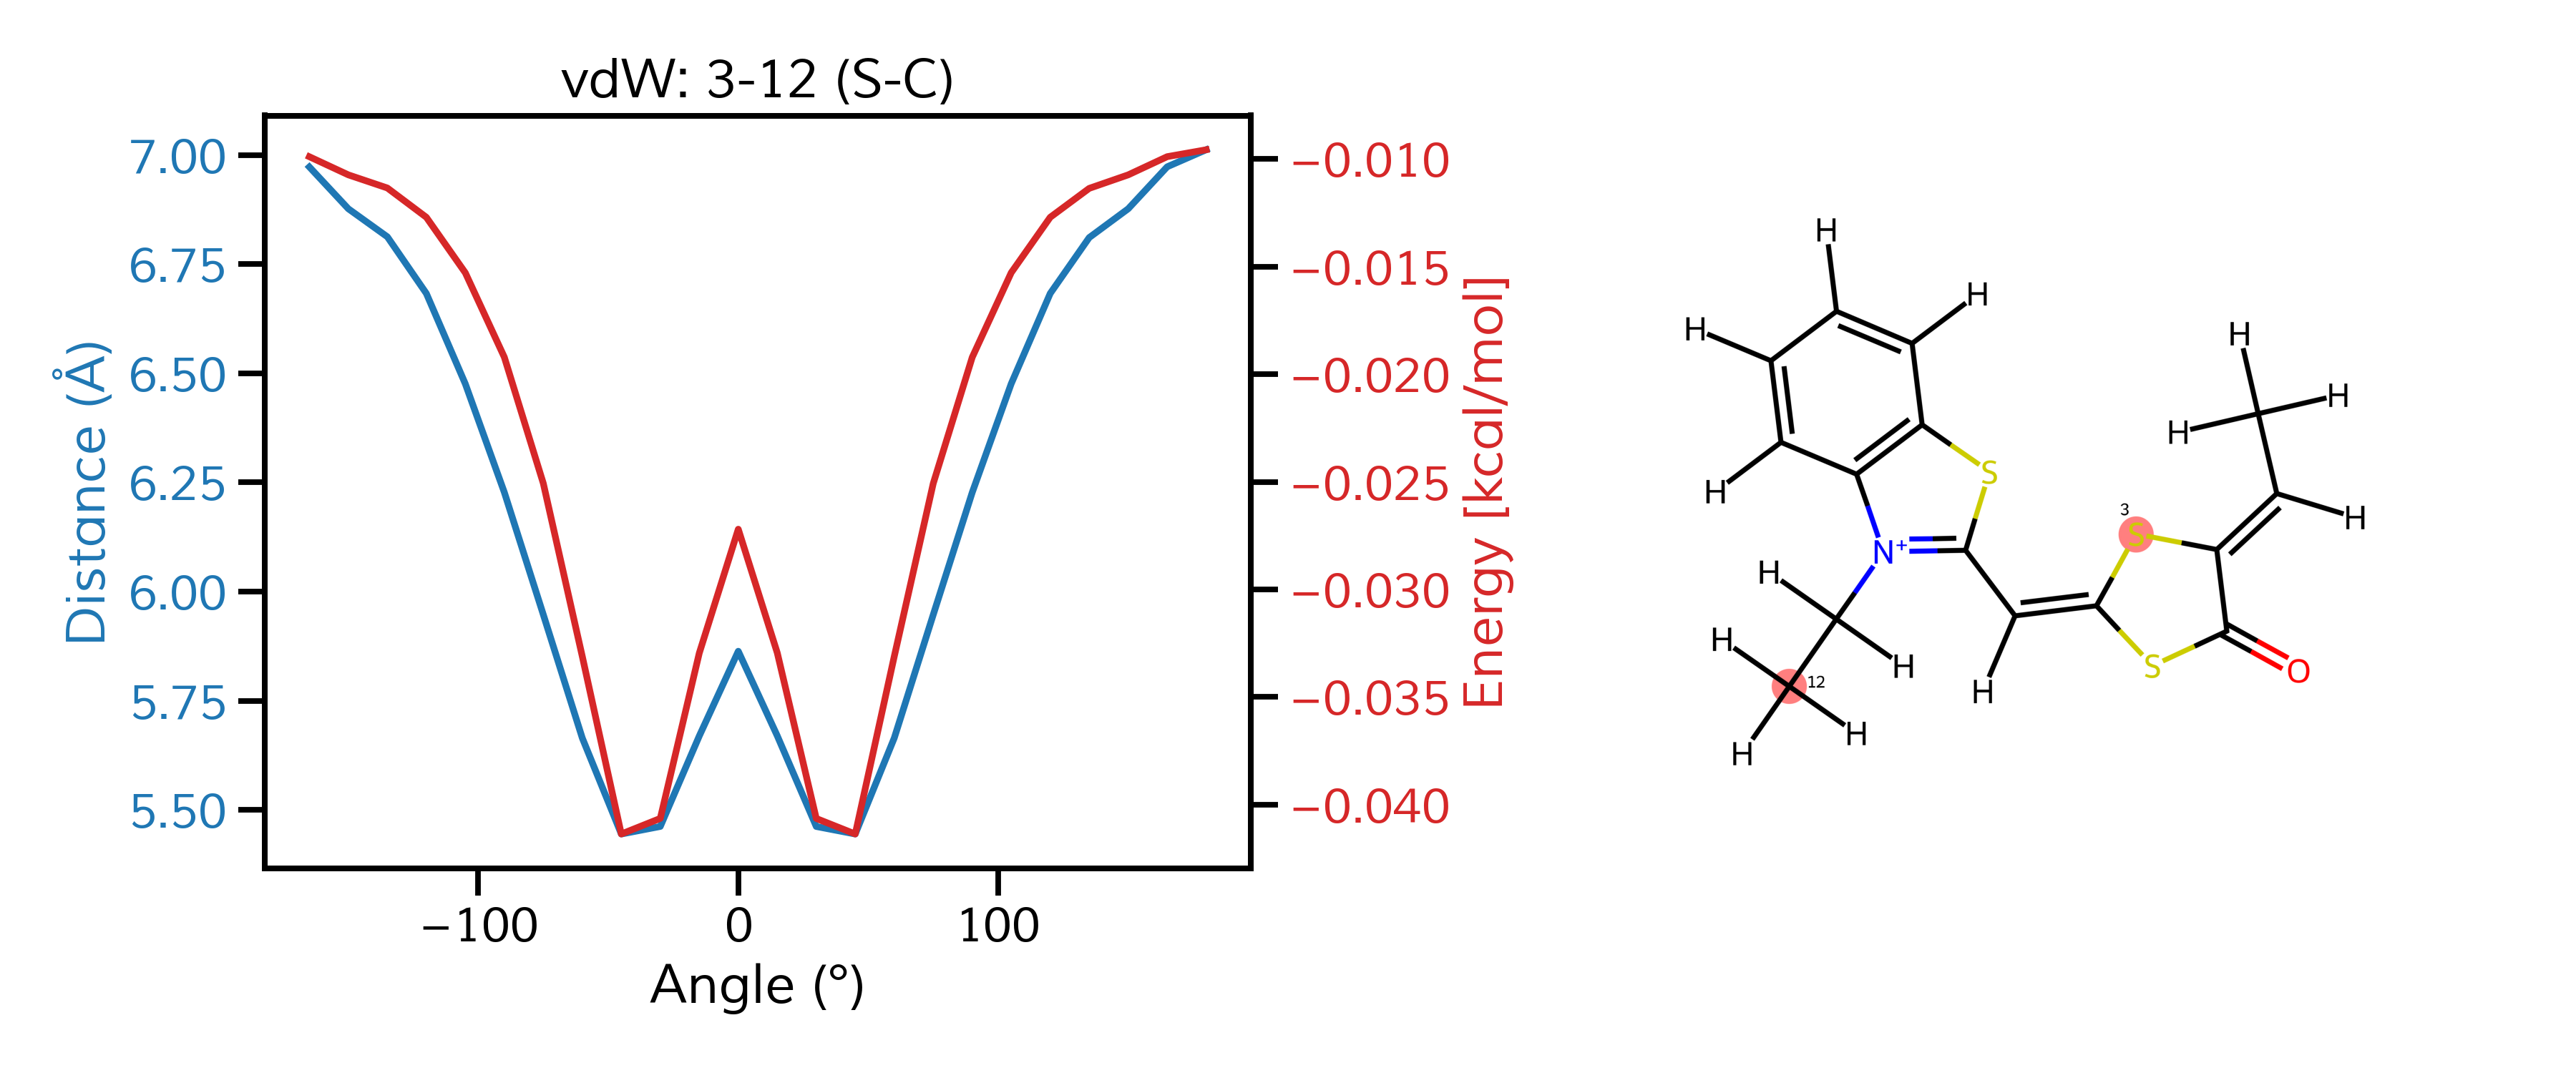 vdW: 3-12 (S-C)
7.00
6.75
6.50
6.25
6.00
5.75
5.50
Distance (Å)
−0.010
−0.015
−0.020
−0.025
−0.030
−0.035
−0.040
Energy [kcal/mol]
−100 0 100
Angle (°)
H
H
H
H
H
H
H
S
H
H
3
S
N+
H
H
H
S
O
12
H
H
H